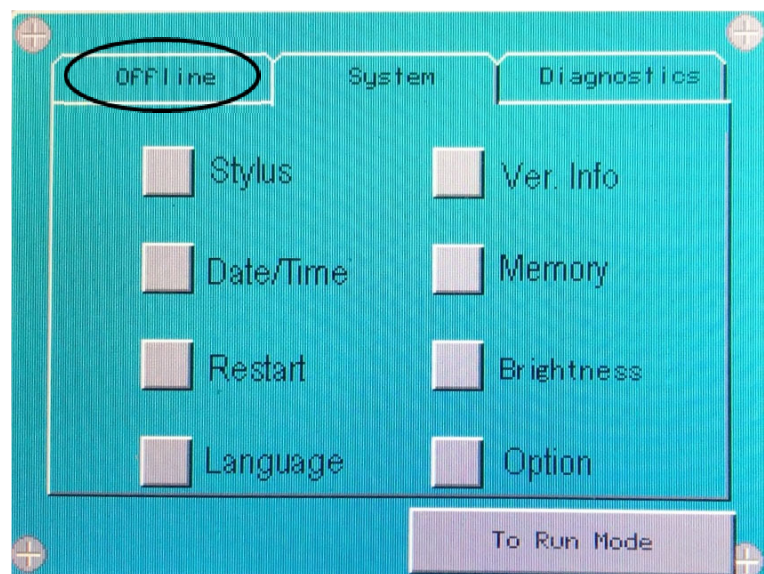 Offline System Diagnostics
Stylus Ver. Info
Date/Time Memory
Restart Brightness
Language Option
To Run Mode